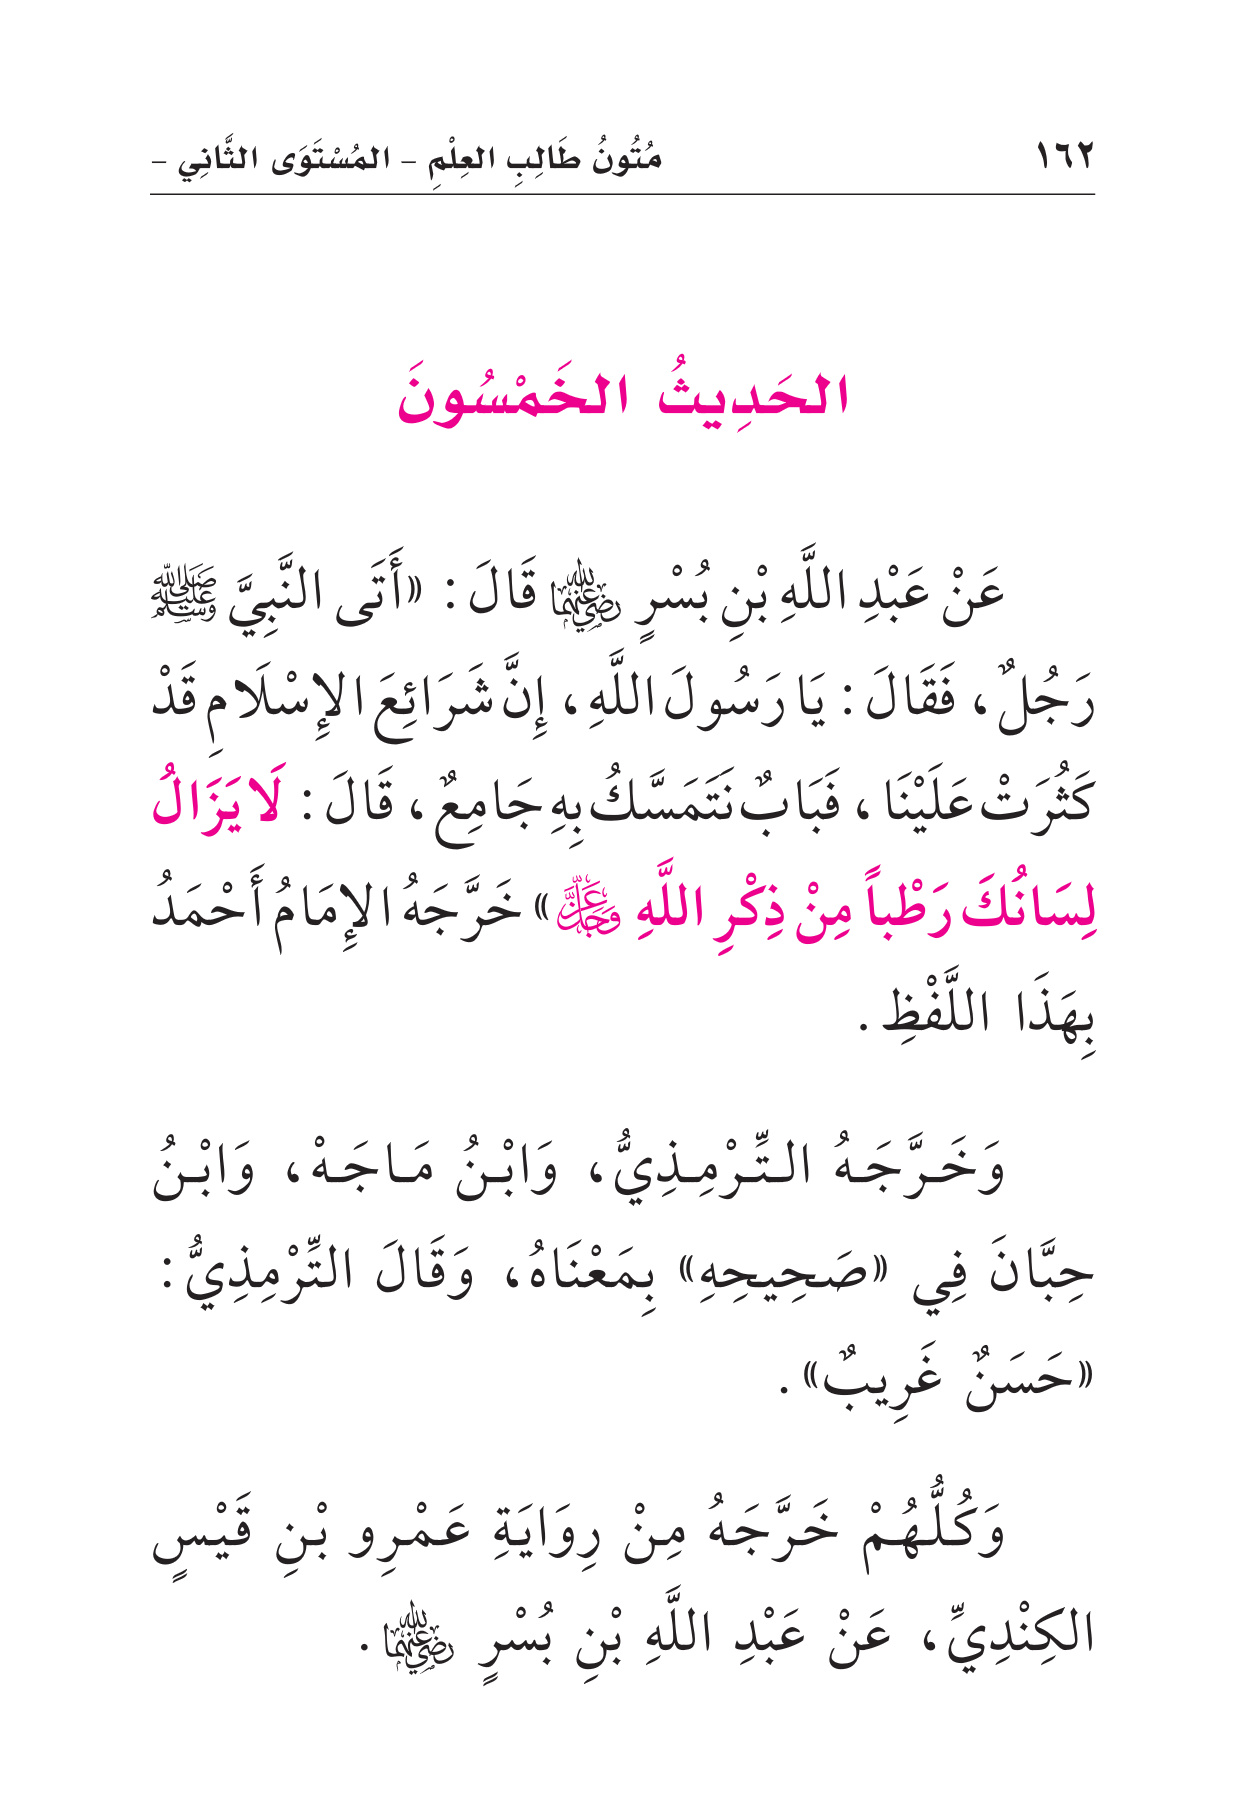 ١٦٢ مُتُونُ طَالِبِ العِلْمِ - المُسْتَوَى الثَّانِي -
الحَدِيثُ الخَمْسُونَ
عَنْ عَبْدِ اللَّهِ بْنِ بُسْرٍ رضي الله عنهما قَالَ: «أَتَى النَّبِيَّ ﷺ
رَجُلٌ، فَقَالَ: يَا رَسُولَ اللَّهِ، إِنَّ شَرَائِعَ الإِسْلَامِ قَدْ
كَثُرَتْ عَلَيْنَا، فَبَابٌ نَتَمَسَّكُ بِهِ جَامِعٌ، قَالَ: لَا يَزَالُ
لِسَانُكَ رَطْباً مِنْ ذِكْرِ اللَّهِ عز وجل» خَرَّجَهُ الإِمَامُ أَحْمَدُ
بِهَذَا اللَّفْظِ.
وَخَرَّجَهُ التِّرْمِذِيُّ، وَابْنُ مَاجَهْ، وَابْنُ
حِبَّانَ فِي «صَحِيحِهِ» بِمَعْنَاهُ، وَقَالَ التِّرْمِذِيُّ:
«حَسَنٌ غَرِيبٌ».
وَكُلُّهُمْ خَرَّجَهُ مِنْ رِوَايَةِ عَمْرِو بْنِ قَيْسٍ
الكِنْدِيِّ، عَنْ عَبْدِ اللَّهِ بْنِ بُسْرٍ رضي الله عنهما.